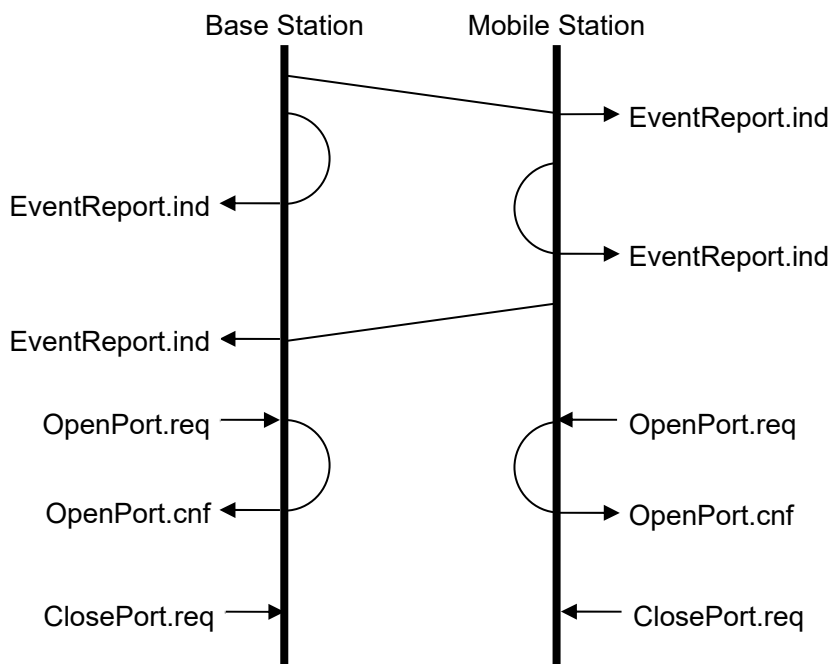 Base Station
Mobile Station
EventReport.ind
EventReport.ind
EventReport.ind
EventReport.ind
OpenPort.req
OpenPort.req
OpenPort.cnf
OpenPort.cnf
ClosePort.req
ClosePort.req